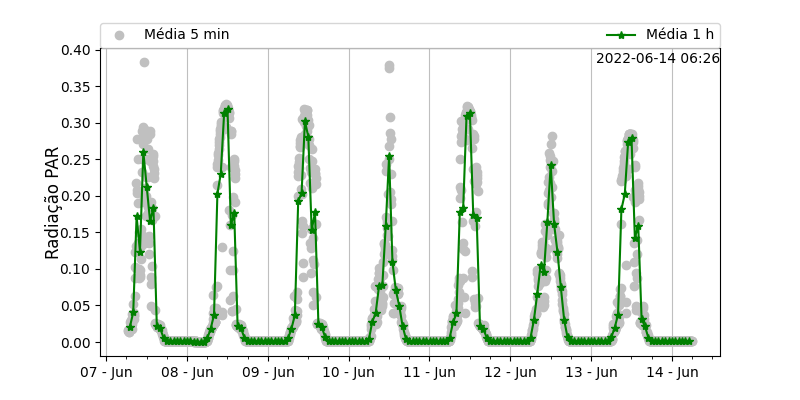 Média 5 min
Média 1 h
2022-06-14 06:26
0.40
0.35
0.30
0.25
0.20
0.15
0.10
0.05
0.00
Radiação PAR
07 - Jun
08 - Jun
09 - Jun
10 - Jun
11 - Jun
12 - Jun
13 - Jun
14 - Jun